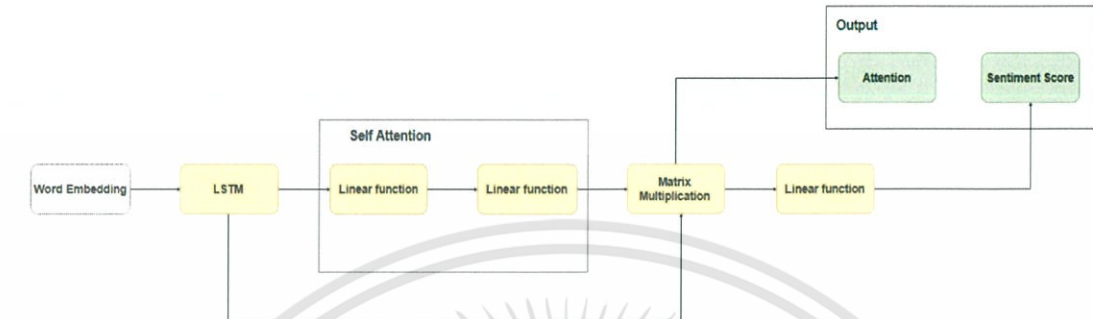 Output
Attention
Sentiment Score
Self Attention
Word Embedding
LSTM
Linear function
Linear function
Matrix
Multiplication
Linear function